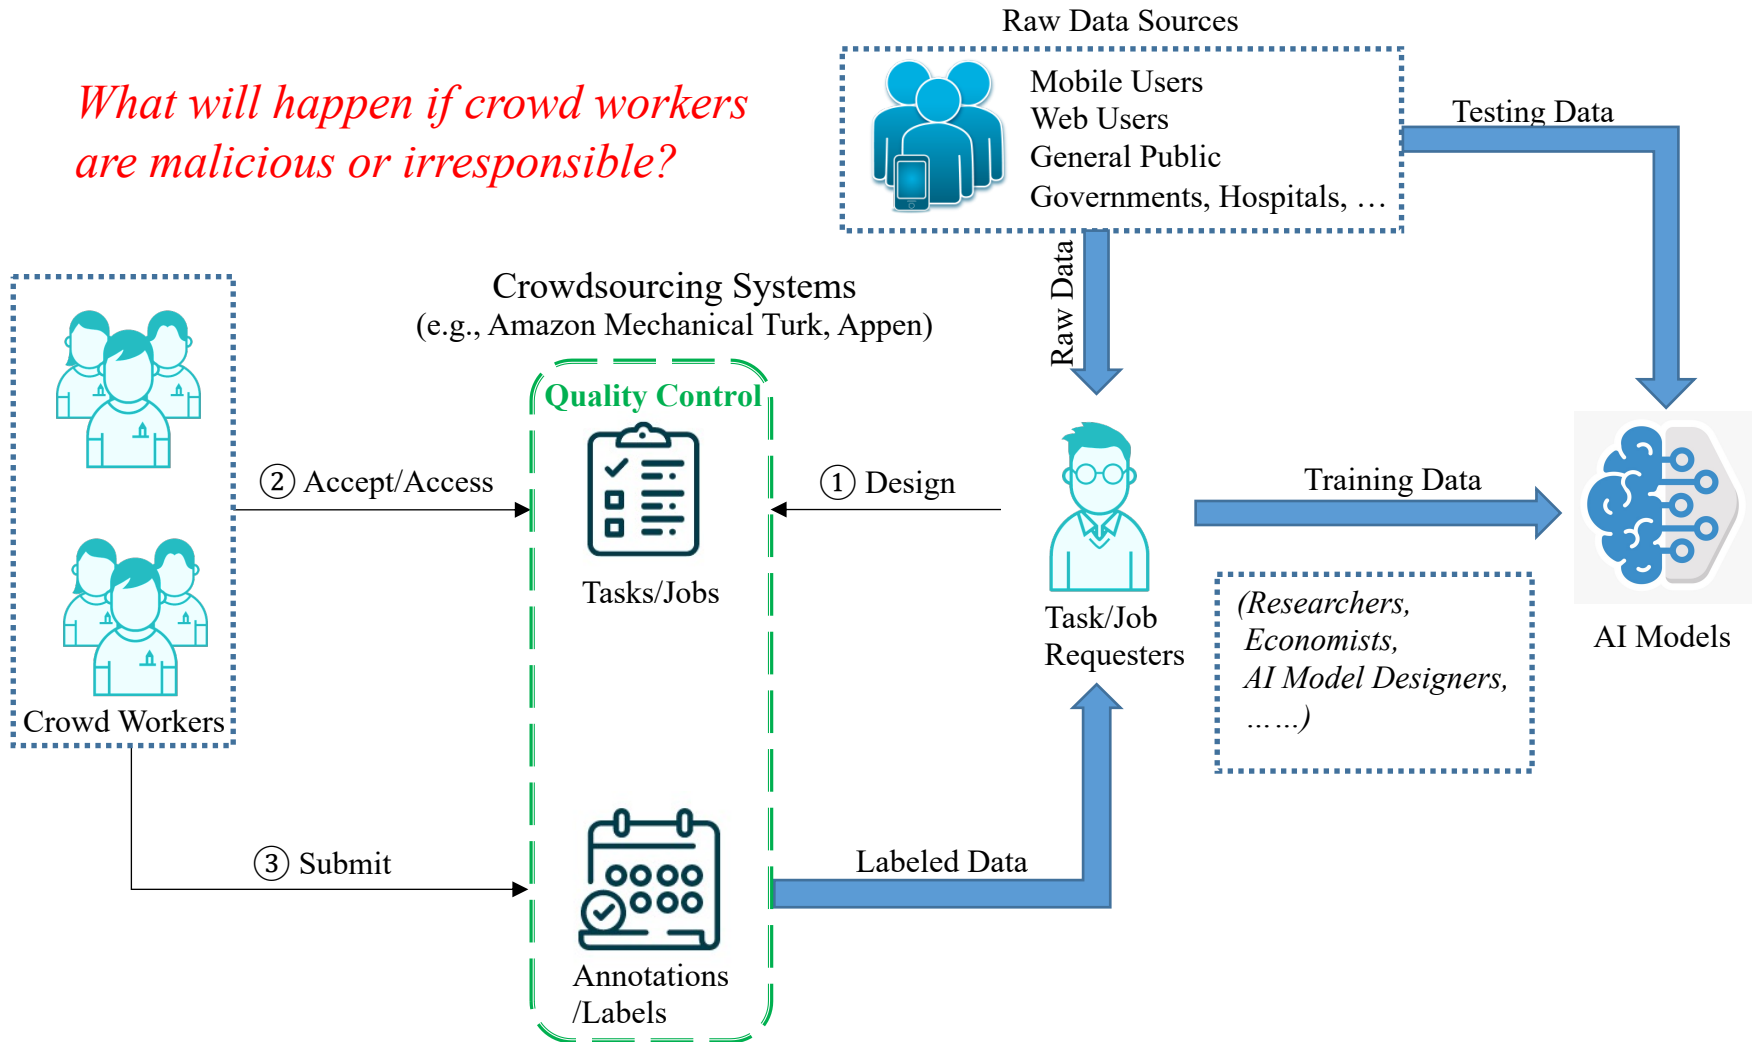 Raw Data Sources
What will happen if crowd workers
are malicious or irresponsible?
Mobile Users
Web Users
General Public
Governments, Hospitals, …
Testing Data
Raw Data
Crowdsourcing Systems
(e.g., Amazon Mechanical Turk, Appen)
Quality Control
② Accept/Access
① Design
Training Data
Tasks/Jobs
Task/Job
Requesters
(Researchers,
Economists,
AI Model Designers,
……)
AI Models
Crowd Workers
③ Submit
Labeled Data
Annotations
/Labels